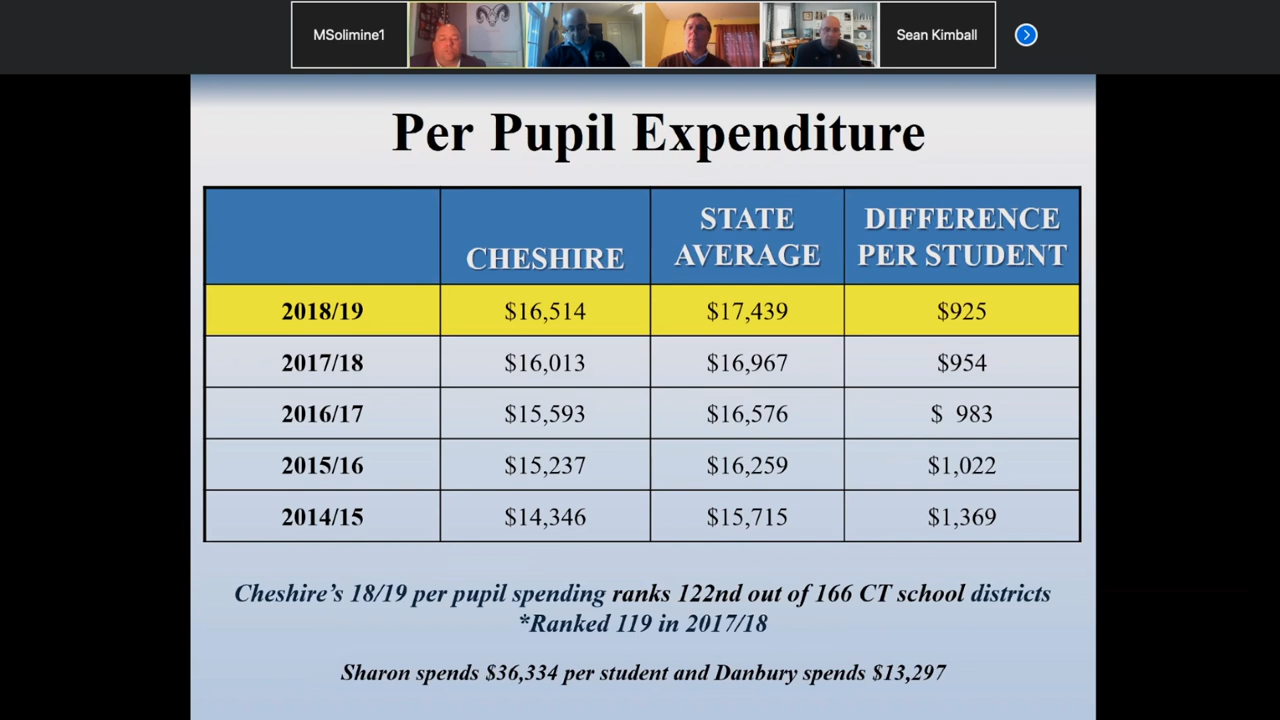 MSolimine1
Sean Kimball
Per Pupil Expenditure
CHESHIRE STATE AVERAGE DIFFERENCE PER STUDENT
2018/19 $16,514 $17,439 $925
2017/18 $16,013 $16,967 $954
2016/17 $15,593 $16,576 $ 983
2015/16 $15,237 $16,259 $1,022
2014/15 $14,346 $15,715 $1,369
Cheshire's 18/19 per pupil spending ranks 122nd out of 166 CT school districts
*Ranked 119 in 2017/18
Sharon spends $36,334 per student and Danbury spends $13,297